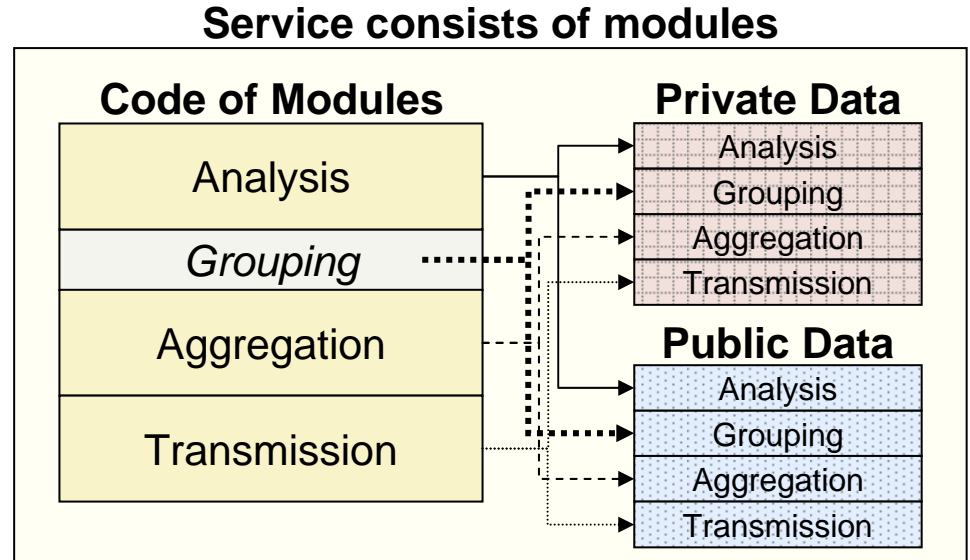 Service consists of modules
Code of Modules
Analysis
Grouping
Aggregation
Transmission
Private Data
Analysis
Grouping
Aggregation
Transmission
Public Data
Analysis
Grouping
Aggregation
Transmission